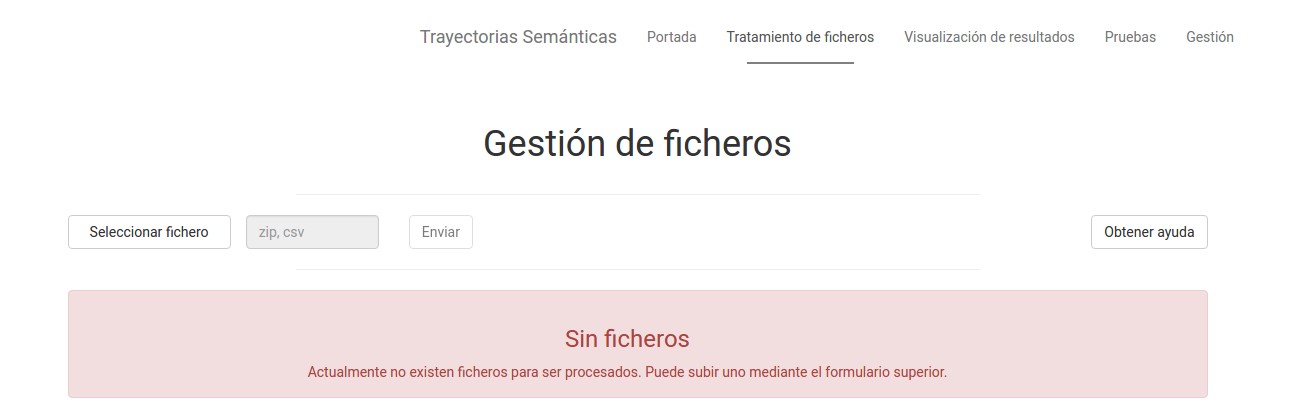 Trayectorias Semánticas Portada Tratamiento de ficheros Visualización de resultados Pruebas Gestión
Gestión de ficheros
Seleccionar fichero zip, csv Enviar Obtener ayuda
Sin ficheros
Actualmente no existen ficheros para ser procesados. Puede subir uno mediante el formulario superior.